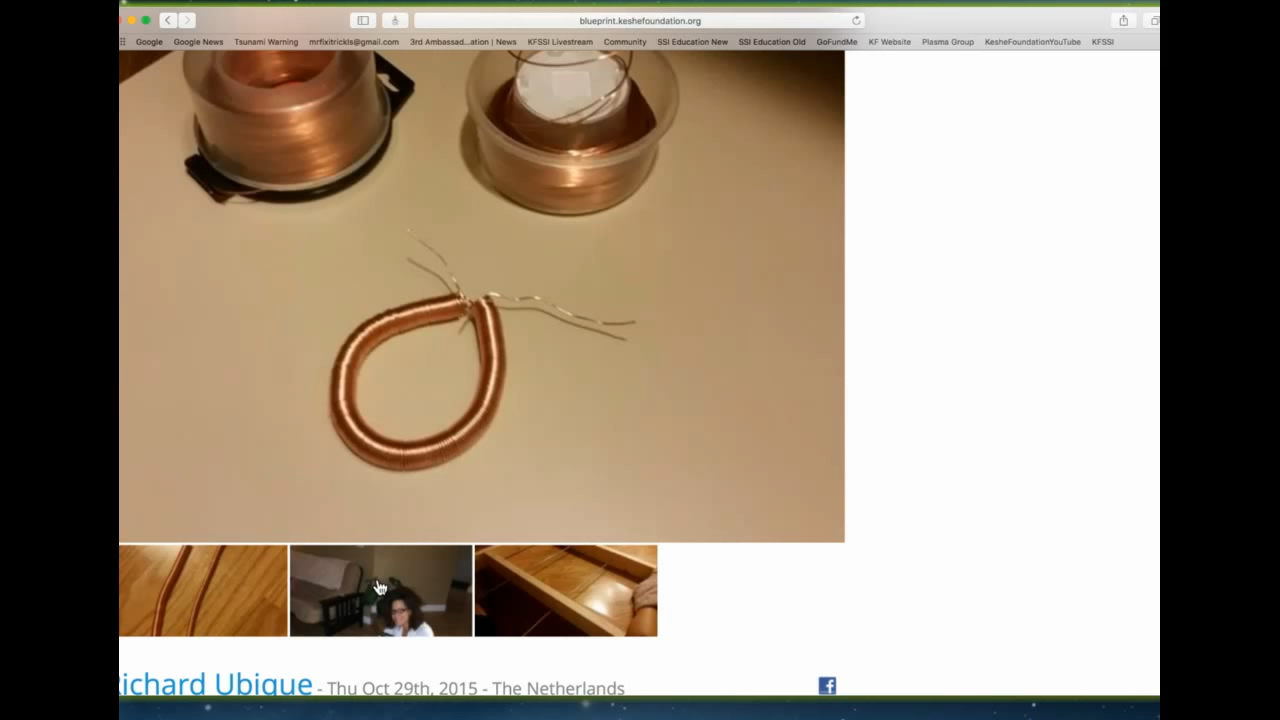 blueprint.keshefoundation.org
Google Google News Tsunami Warning mrfixitrickls@gmail.com 3rd Ambassad...ation | News KFSSI Livestream Community SSI Education New SSI Education Old GoFundMe KF Website Plasma Group KesheFoundationYouTube KFSSI
ichard Ubique - Thu Oct 29th, 2015 - The Netherlands